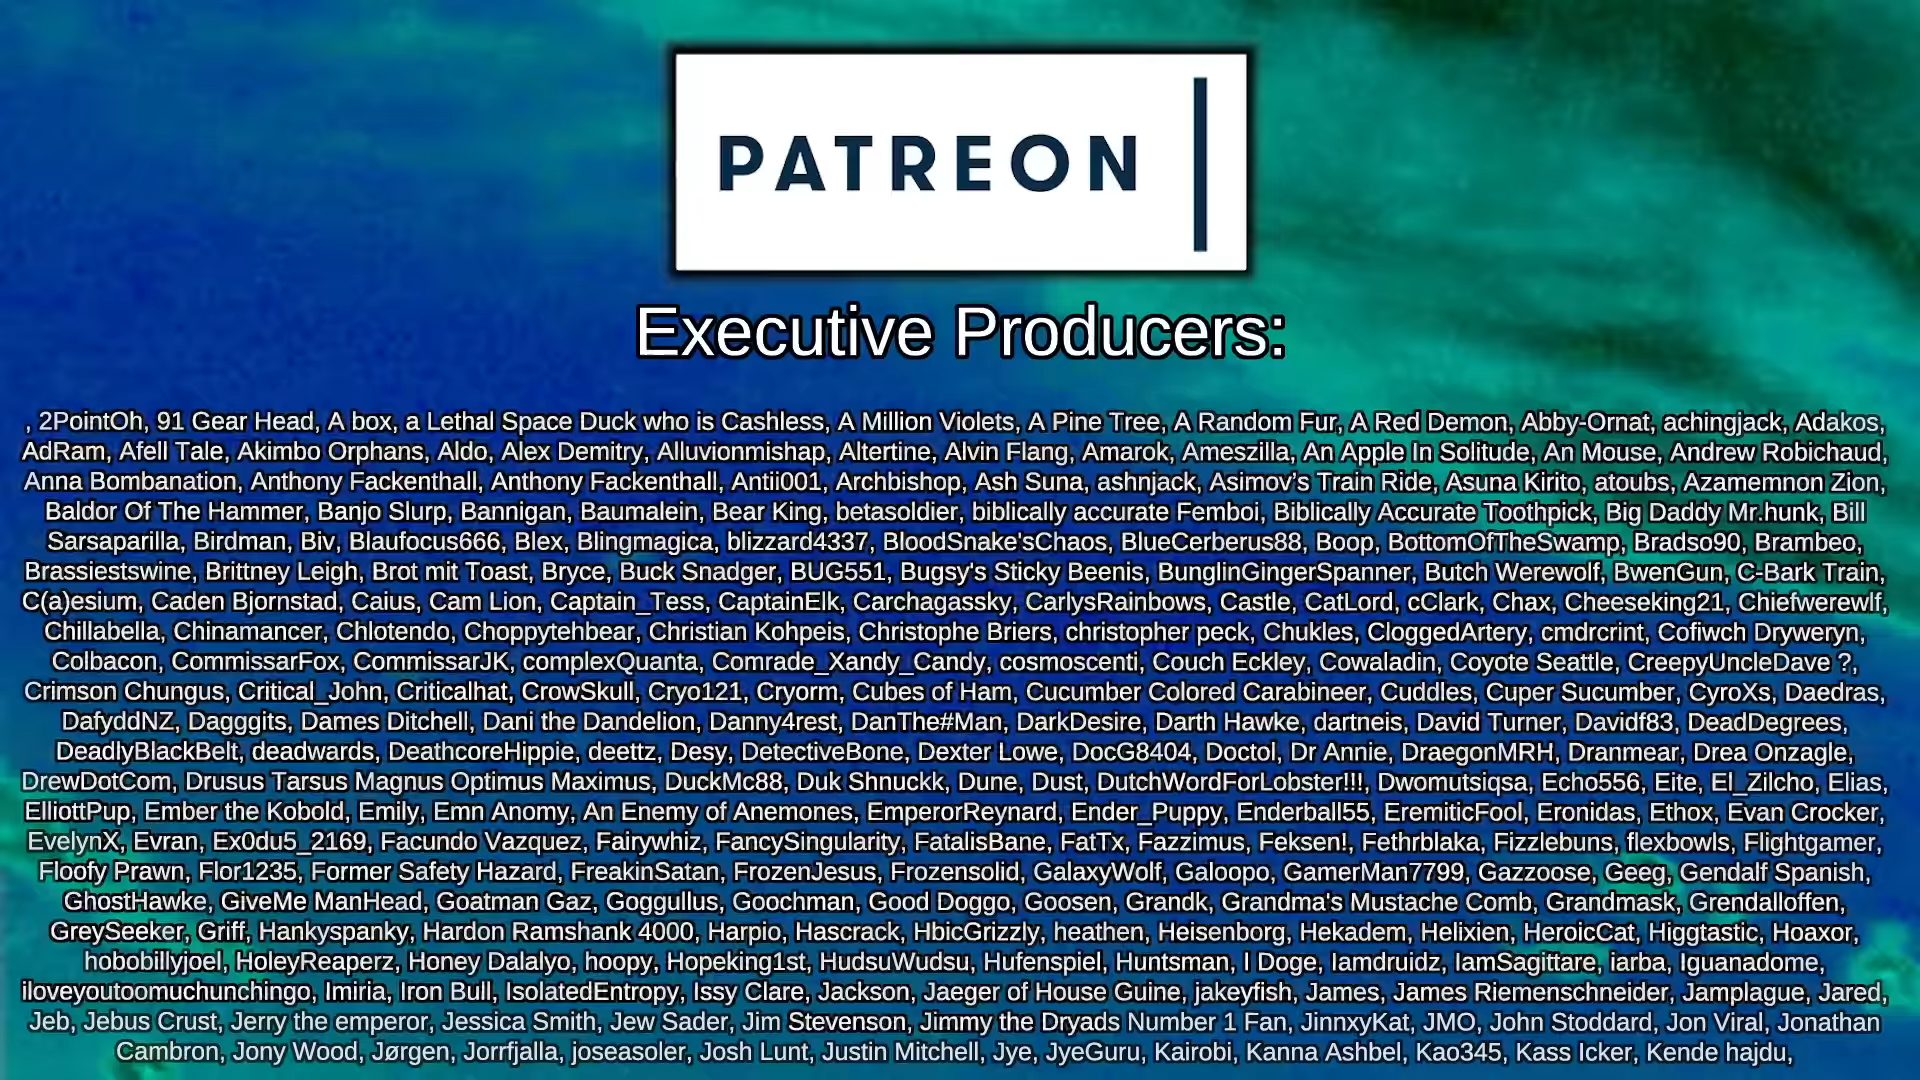 PATREON
Executive Producers:
, 2PointOh, 91 Gear Head, A box, a Lethal Space Duck who is Cashless, A Million Violets, A Pine Tree, A Random Fur, A Red Demon, Abby-Ornat, achingjack, Adakos,
AdRam, Afell Tale, Akimbo Orphans, Aldo, Alex Demitry, Alluvionmishap, Altertine, Alvin Flang, Amarok, Ameszilla, An Apple In Solitude, An Mouse, Andrew Robichaud,
Anna Bombanation, Anthony Fackenthall, Anthony Fackenthall, Antii001, Archbishop, Ash Suna, ashnjack, Asimov’s Train Ride, Asuna Kirito, atoubs, Azamemnon Zion,
Baldor Of The Hammer, Banjo Slurp, Bannigan, Baumalein, Bear King, betasoldier, biblically accurate Femboi, Biblically Accurate Toothpick, Big Daddy Mr.hunk, Bill
Sarsaparilla, Birdman, Biv, Blaufocus666, Blex, Blingmagica, blizzard4337, BloodSnake'sChaos, BlueCerberus88, Boop, BottomOfTheSwamp, Bradso90, Brambeo,
Brassiestswine, Brittney Leigh, Brot mit Toast, Bryce, Buck Snadger, BUG551, Bugsy's Sticky Beenis, BunglinGingerSpanner, Butch Werewolf, BwenGun, C-Bark Train,
C(a)esium, Caden Bjornstad, Caius, Cam Lion, Captain_Tess, CaptainElk, Carchagassky, CarlysRainbows, Castle, CatLord, cClark, Chax, Cheeseking21, Chiefwerewlf,
Chillabella, Chinamancer, Chlotendo, Choppytehbear, Christian Kohpeis, Christophe Briers, christopher peck, Chukles, CloggedArtery, cmdrcrint, Cofiwch Dryweryn,
Colbacon, CommissarFox, CommissarJK, complexQuanta, Comrade_Xandy_Candy, cosmoscenti, Couch Eckley, Cowaladin, Coyote Seattle, CreepyUncleDave ?,
Crimson Chungus, Critical_John, Criticalhat, CrowSkull, Cryo121, Cryorm, Cubes of Ham, Cucumber Colored Carabineer, Cuddles, Cuper Sucumber, CyroXs, Daedras,
DafyddNZ, Dagggits, Dames Ditchell, Dani the Dandelion, Danny4rest, DanThe#Man, DarkDesire, Darth Hawke, dartneis, David Turner, Davidf83, DeadDegrees,
DeadlyBlackBelt, deadwards, DeathcoreHippie, deettz, Desy, DetectiveBone, Dexter Lowe, DocG8404, Doctol, Dr Annie, DraegonMRH, Dranmear, Drea Onzagle,
DrewDotCom, Drusus Tarsus Magnus Optimus Maximus, DuckMc88, Duk Shnuckk, Dune, Dust, DutchWordForLobster!!!, Dwomutsiqsa, Echo556, Eite, El_Zilcho, Elias,
ElliottPup, Ember the Kobold, Emily, Emn Anomy, An Enemy of Anemones, EmperorReynard, Ender_Puppy, Enderball55, EremiticFool, Eronidas, Ethox, Evan Crocker,
EvelynX, Evran, Ex0du5_2169, Facundo Vazquez, Fairywhiz, FancySingularity, FatalisBane, FatTx, Fazzimus, Feksen!, Fethrblaka, Fizzlebuns, flexbowls, Flightgamer,
Floofy Prawn, Flor1235, Former Safety Hazard, FreakinSatan, FrozenJesus, Frozensolid, GalaxyWolf, Galoopo, GamerMan7799, Gazzoose, Geeg, Gendalf Spanish,
GhostHawke, GiveMe ManHead, Goatman Gaz, Goggullus, Goochman, Good Doggo, Goosen, Grandk, Grandma's Mustache Comb, Grandmask, Grendalloffen,
GreySeeker, Griff, Hankyspanky, Hardon Ramshank 4000, Harpio, Hascrack, HbicGrizzly, heathen, Heisenborg, Hekadem, Helixien, HeroicCat, Higgtastic, Hoaxor,
hobobillyjoel, HoleyReaperz, Honey Dalalyo, hoopy, Hopeking1st, HudsuWudsu, Hufenspiel, Huntsman, I Doge, Iamdruidz, IamSagittare, iarba, Iguanadome,
iloveyoutoomuchunchingo, Imiria, Iron Bull, IsolatedEntropy, Issy Clare, Jackson, Jaeger of House Guine, jakeyfish, James, James Riemenschneider, Jamplague, Jared,
Jeb, Jebus Crust, Jerry the emperor, Jessica Smith, Jew Sader, Jim Stevenson, Jimmy the Dryads Number 1 Fan, JinnxyKat, JMO, John Stoddard, Jon Viral, Jonathan
Cambron, Jony Wood, Jørgen, Jorrfjalla, joseasoler, Josh Lunt, Justin Mitchell, Jye, JyeGuru, Kairobi, Kanna Ashbel, Kao345, Kass Icker, Kende hajdu,